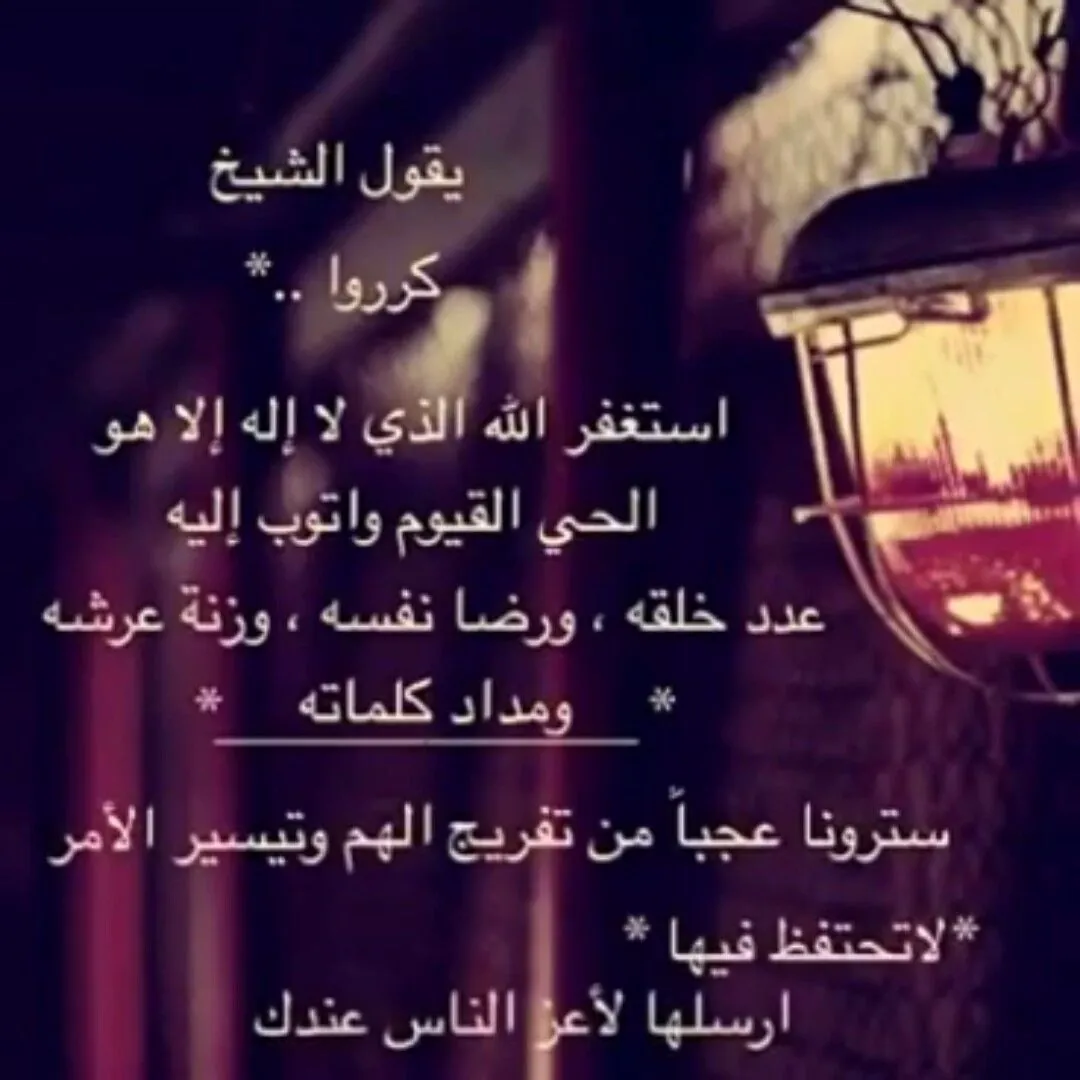 يقول الشيخ
كرروا ..*
استغفر الله الذي لا إله إلا هو
الحي القيوم واتوب إليه
عدد خلقه ، ورضا نفسه ، وزنة عرشه
* ومداد كلماته *
سترونا عجباً من تفريج الهم وتيسير الأمر
*لاتحتفظ فيها *
ارسلها لأعز الناس عندك